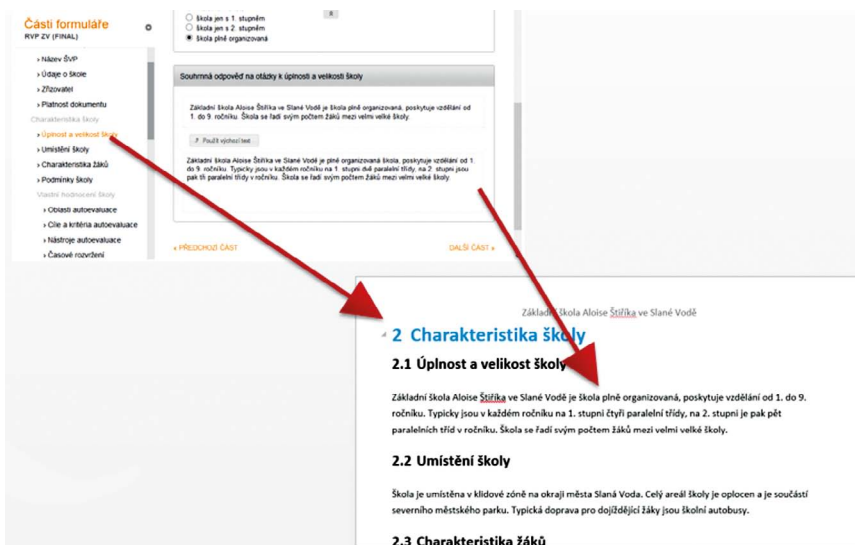 Části formuláře
RVP ZV (FINAL)
› Název ŠVP
› Údaje o škole
› Zřizovatel
› Platnost dokumentu
Charakteristika školy
› Úplnost a velikost školy
› Umístění školy
› Charakteristika žáků
› Podmínky školy
Vlastní hodnocení školy
› Oblasti autoevaluace
› Cíle a kritéria autoevaluace
› Nástroje autoevaluace
› Časové rozvržení
škola jen s 1. stupněm
škola jen s 2. stupněm
škola plně organizovaná
Souhrnná odpověď na otázky k úplnosti a velikosti školy
Základní škola Aloise Štiříka ve Slané Vodě je škola plně organizovaná, poskytuje vzdělání od
1. do 9. ročníku. Škola se řadí svým počtem žáků mezi velmi velké školy.
Použít výchozí text
Základní škola Aloise Štiříka ve Slané Vodě je plně organizovaná škola, poskytuje vzdělání od 1.
do 9. ročníku. Typicky jsou v každém ročníku na 1. stupni dvě paralelní třídy, na 2. stupni jsou
pak tři paralelní třídy v ročníku. Škola se řadí svým počtem žáků mezi velmi velké školy.
« PŘEDCHOZÍ ČÁST
DALŠÍ ČÁST »
Základní škola Aloise Štiříka ve Slané Vodě
2 Charakteristika školy
2.1 Úplnost a velikost školy
Základní škola Aloise Štiříka ve Slané Vodě je škola plně organizovaná, poskytuje vzdělání od 1. do 9.
ročníku. Typicky jsou v každém ročníku na 1. stupni čtyři paralelní třídy, na 2. stupni je pak pět
paralelních tříd v ročníku. Škola se řadí svým počtem žáků mezi velmi velké školy.
2.2 Umístění školy
Škola je umístěna v klidové zóně na okraji města Slaná Voda. Celý areál školy je oplocen a je součástí
severního městského parku. Typická doprava pro dojíždějící žáky jsou školní autobusy.
2.3 Charakteristika žáků